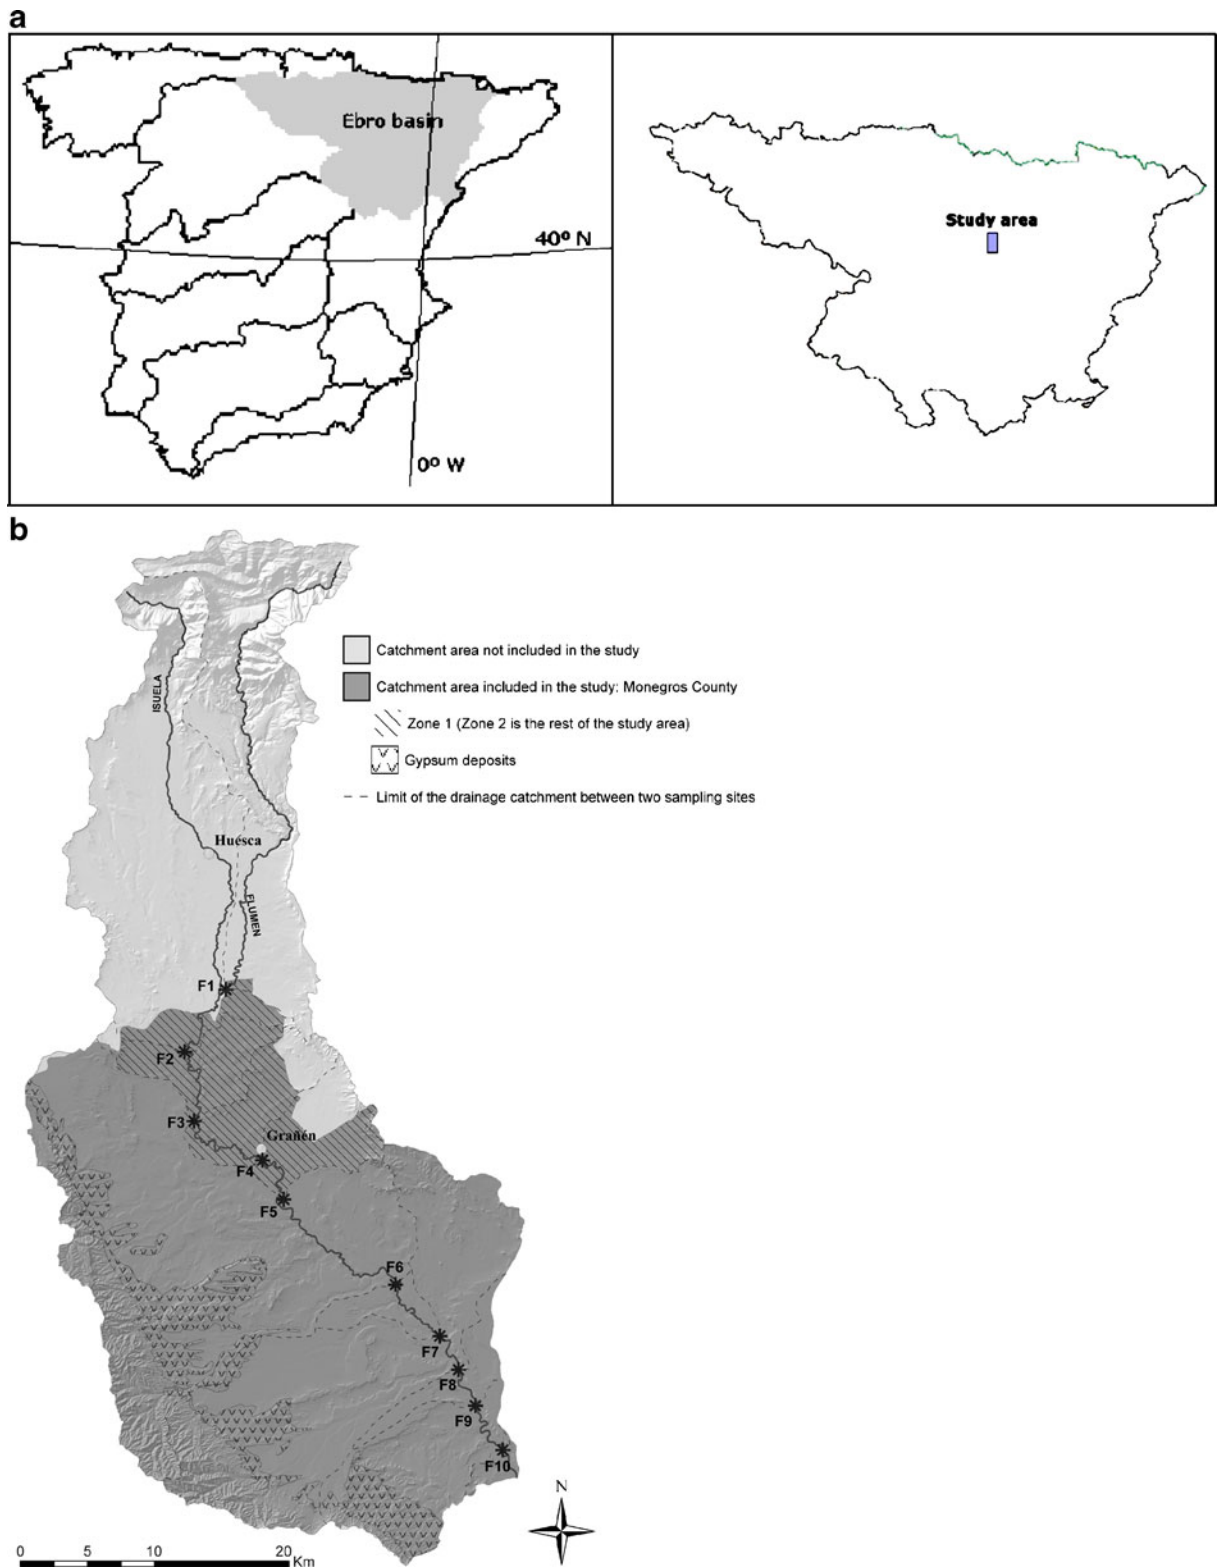 a
Ebro basin
40º N
0º W
Study area
b
Catchment area not included in the study
Catchment area included in the study: Monegros County
Zone 1 (Zone 2 is the rest of the study area)
Gypsum deposits
Limit of the drainage catchment between two sampling sites
ISUELA
Huésca
FLUMEN
F1
F2
F3
Grañén
F4
F5
F6
F7
F8
F9
F10
N
0 5 10 20
Km